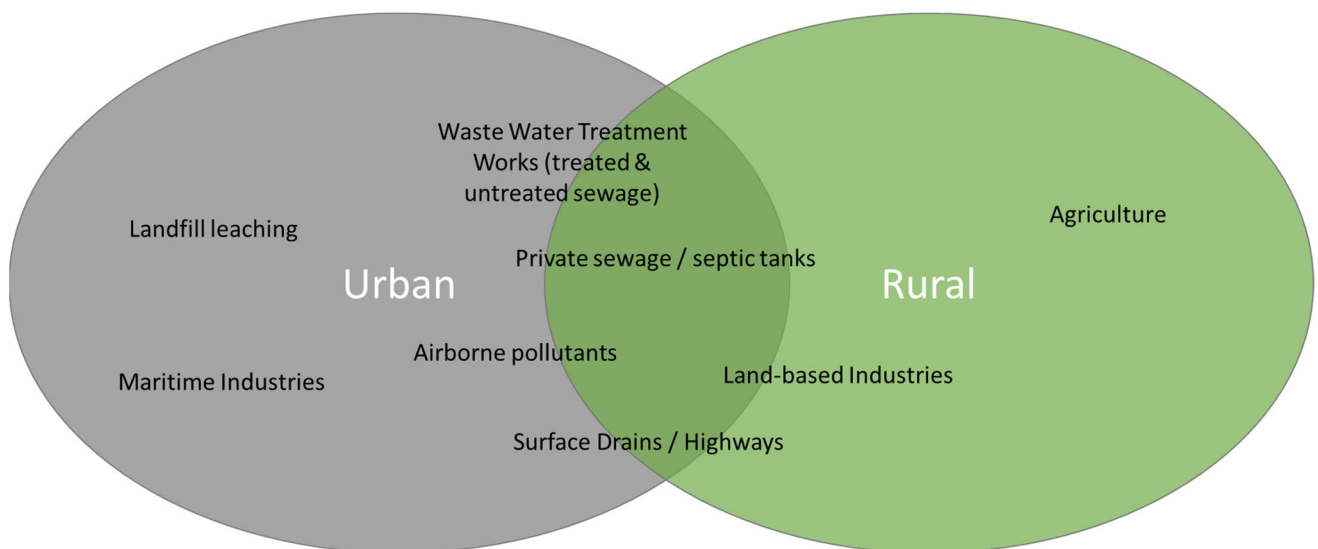 Waste Water Treatment
Works (treated &
untreated sewage)
Landfill leaching
Agriculture
Private sewage / septic tanks
Urban
Rural
Airborne pollutants
Maritime Industries
Land-based Industries
Surface Drains / Highways